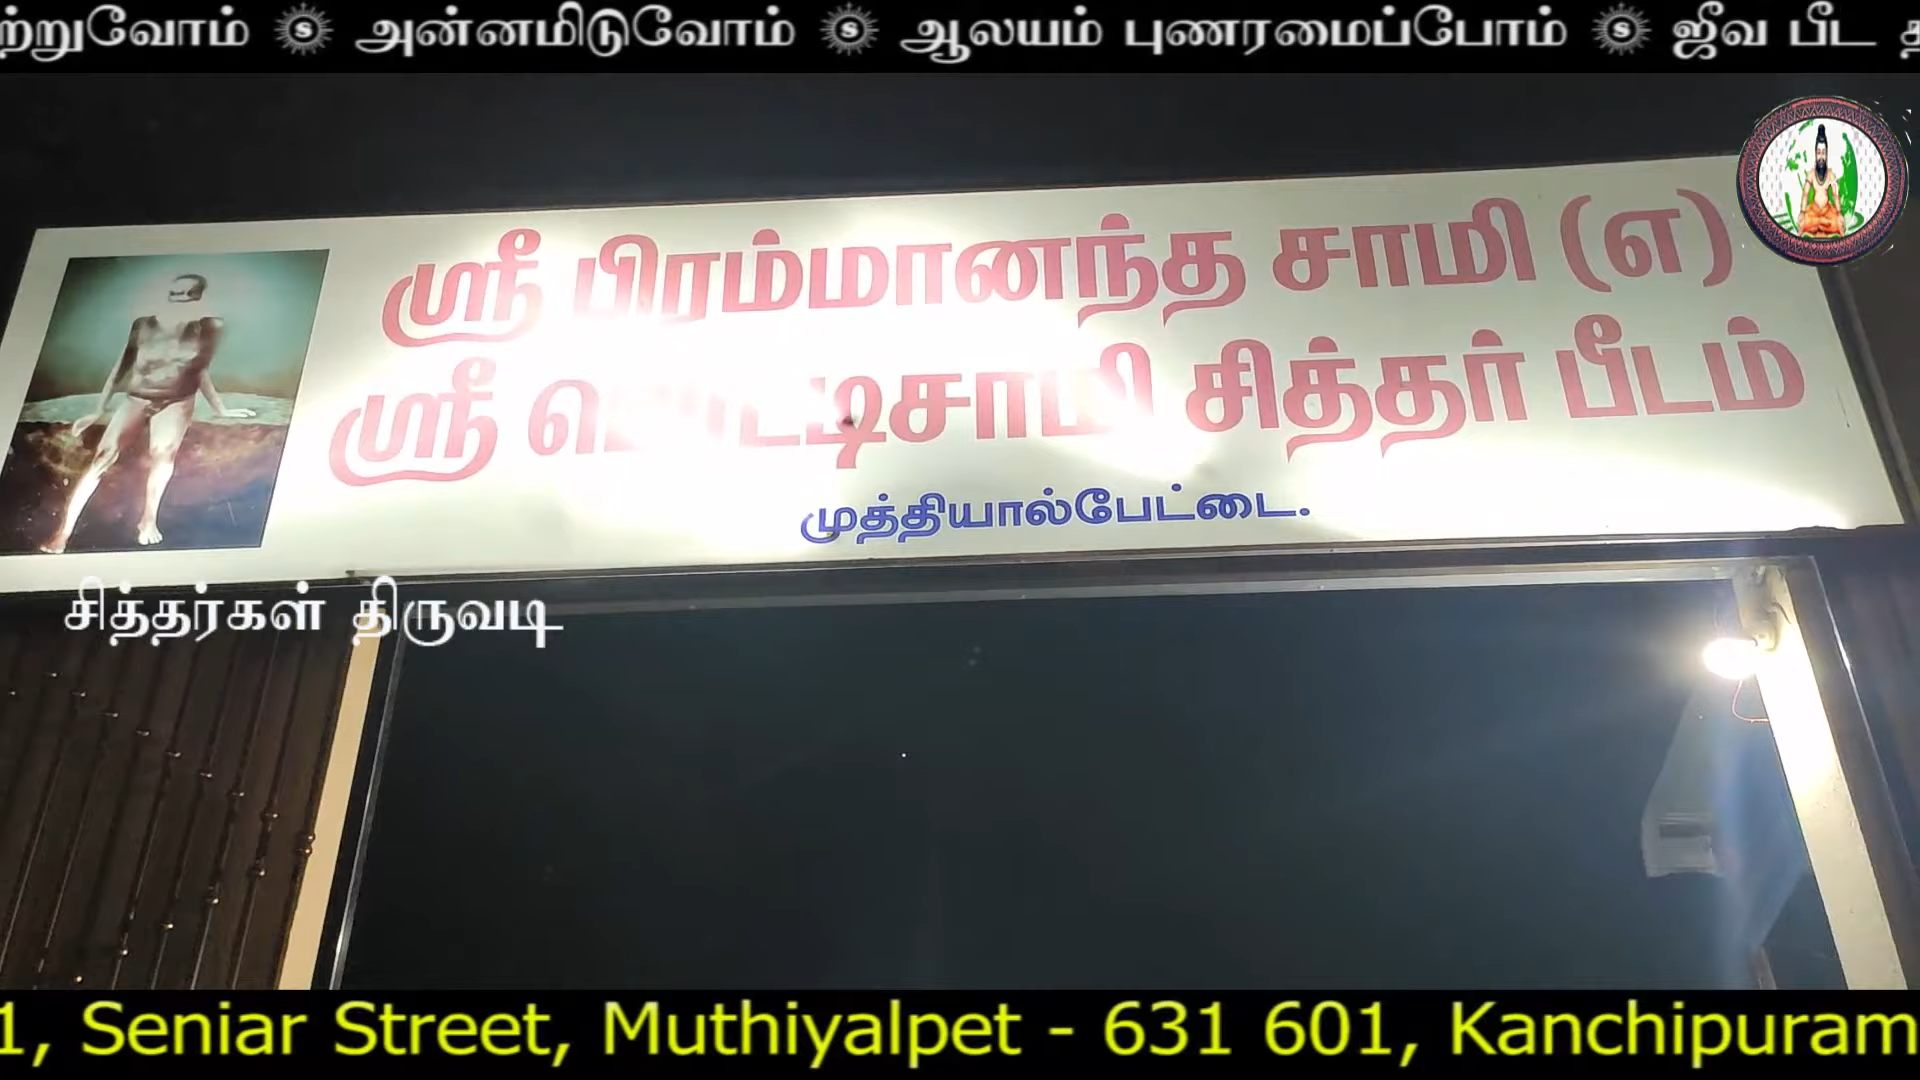 அன்னமிடுவோம் ஆலயம் புணரமைப்போம் ஜீவ பீட
ஸ்ரீ பிரம்மானந்த சாமி (எ)
ஸ்ரீ சித்தர் பீடம்
முத்தியால்பேட்டை.
சித்தர்கள் திருவடி
1, Seniar Street, Muthiyalpet - 631 601, Kanchipuram